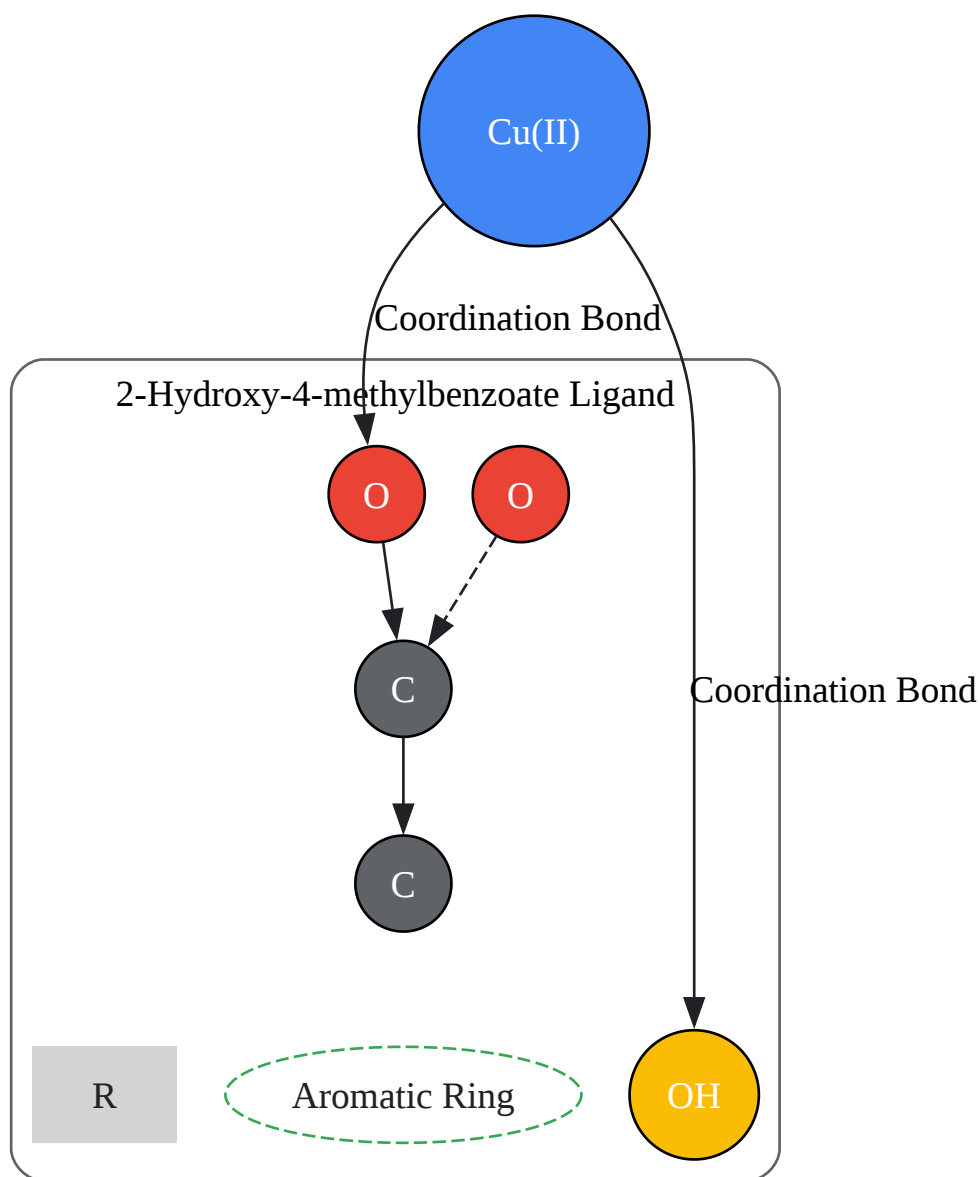 Cu(II)
Coordination Bond
2-Hydroxy-4-methylbenzoate Ligand
O
O
C
Coordination Bond
C
R
Aromatic Ring
OH